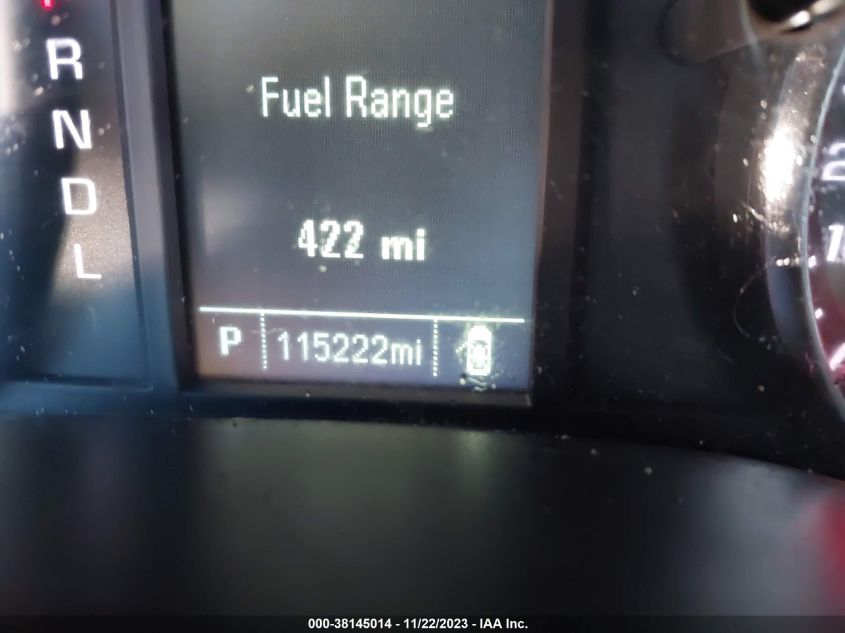 R
N
D
L
Fuel Range
422 mi
P 115222mi
000-38145014 - 11/22/2023 - IAA Inc.